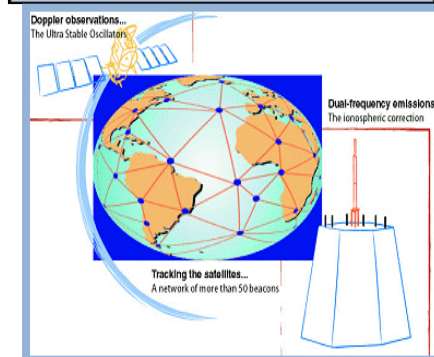 Doppler observations...
The Ultra Stable Oscillators
Dual-frequency emissions
The ionospheric correction
Tracking the satellites...
A network of more than 50 beacons